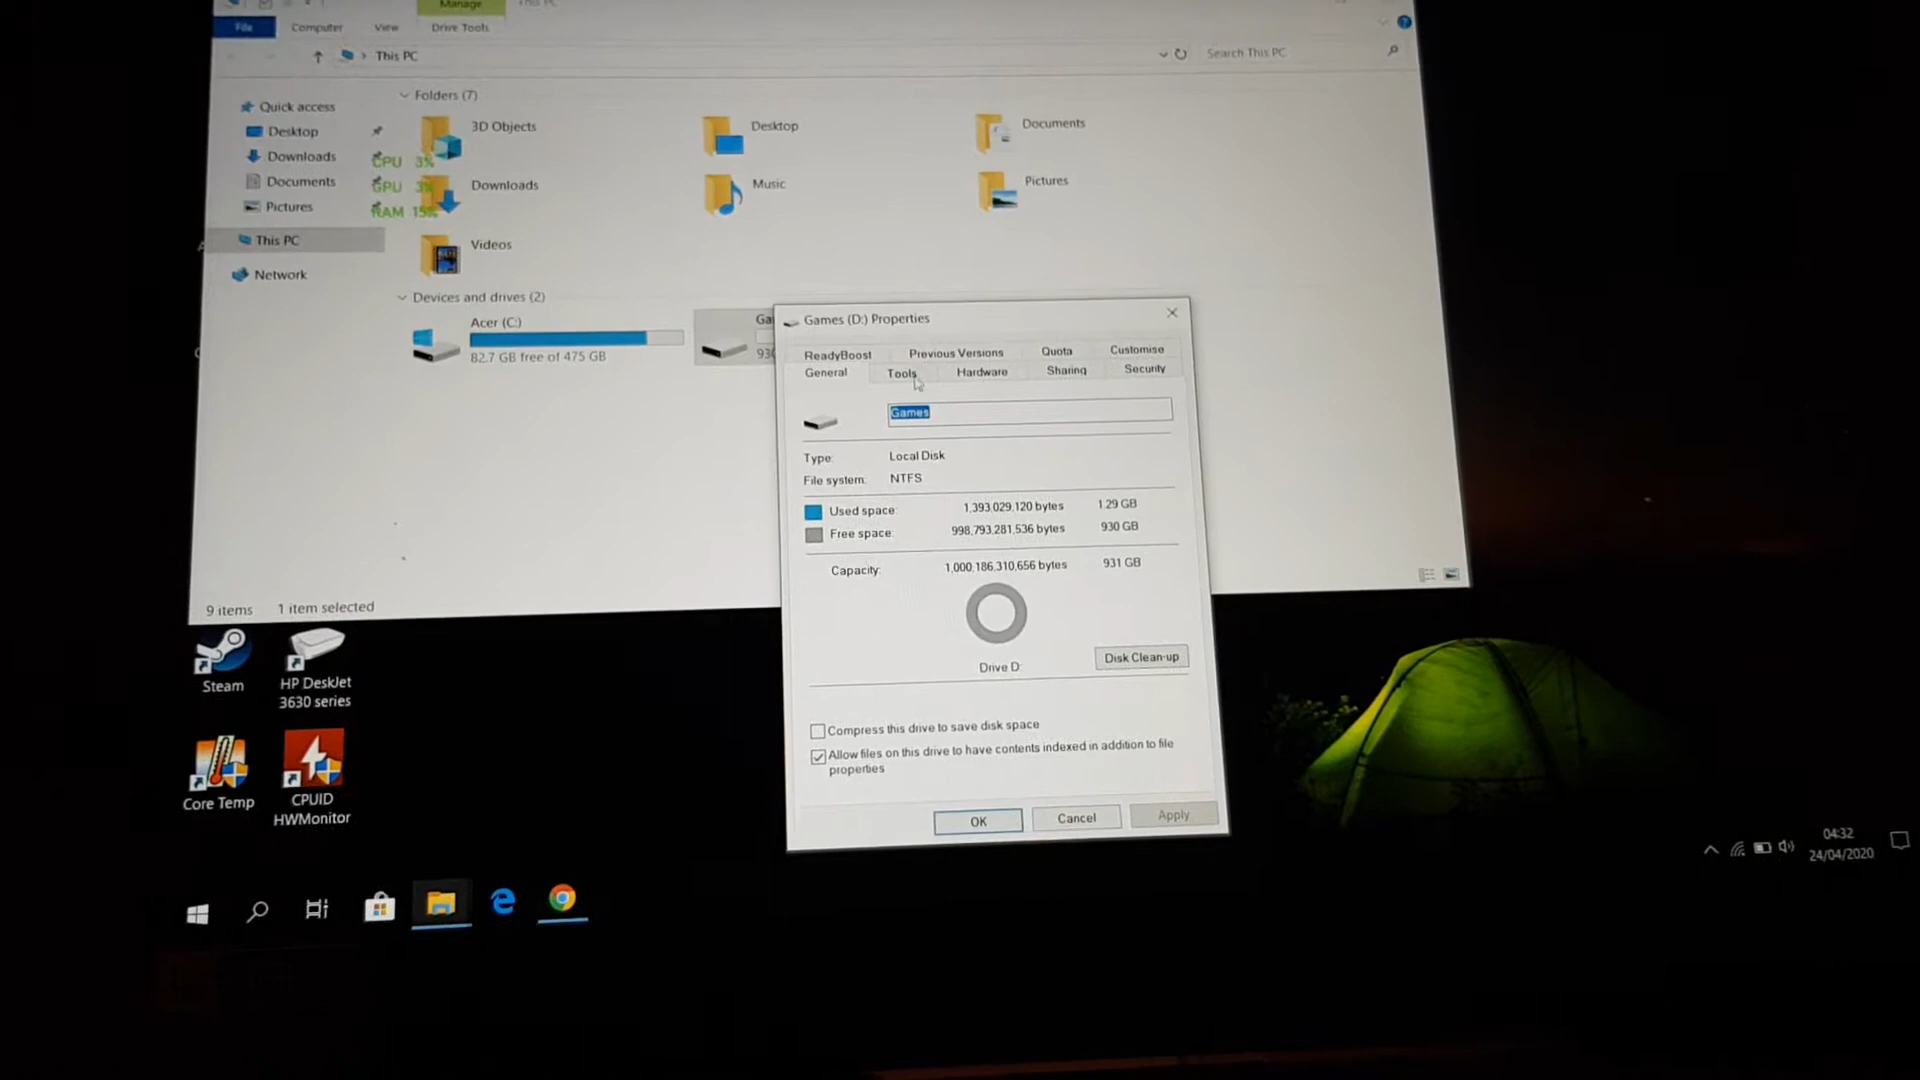 Manage
This PC
File
Computer
View
Drive Tools
This PC
Search This PC
Quick access
Desktop
Downloads
Documents
Pictures
This PC
Network
CPU 3%
GPU 3%
RAM 15%
Folders (7)
3D Objects
Desktop
Documents
Downloads
Music
Pictures
Videos
Devices and drives (2)
Acer (C:)
82.7 GB free of 475 GB
Games (D:) Properties
ReadyBoost
Previous Versions
Quota
Customise
General
Tools
Hardware
Sharing
Security
Games
Type: Local Disk
File system: NTFS
Used space: 1,393,029,120 bytes 1.29 GB
Free space: 998,793,281,536 bytes 930 GB
Capacity: 1,000,186,310,656 bytes 931 GB
Drive D:
Disk Clean-up
Compress this drive to save disk space
Allow files on this drive to have contents indexed in addition to file
properties
OK
Cancel
Apply
9 items 1 item selected
Steam
HP DeskJet
3630 series
Core Temp
CPUID
HWMonitor
04:32
24/04/2020